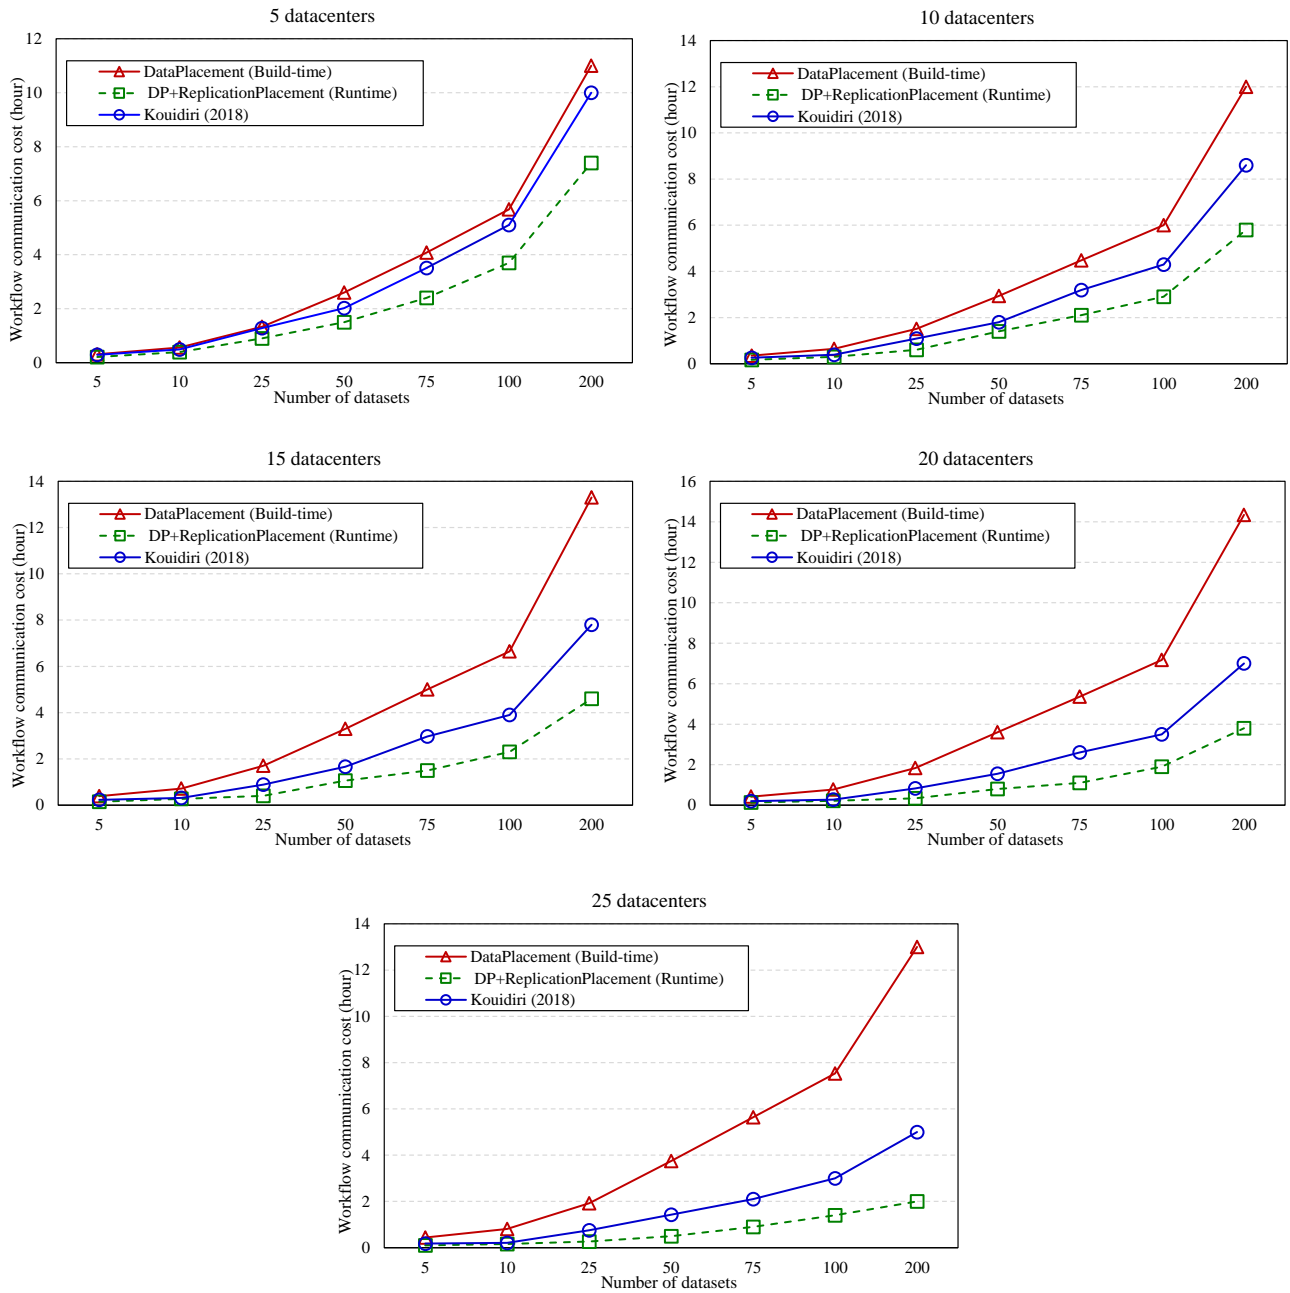 5 datacenters
Workflow communication cost (hour)
12
10
8
6
4
2
0
DataPlacement (Build-time)
DP+ReplicationPlacement (Runtime)
Kouidiri (2018)
5 10 25 50 75 100 200
Number of datasets
10 datacenters
Workflow communication cost (hour)
14
12
10
8
6
4
2
0
DataPlacement (Build-time)
DP+ReplicationPlacement (Runtime)
Kouidiri (2018)
5 10 25 50 75 100 200
Number of datasets
15 datacenters
Workflow communication cost (hour)
14
12
10
8
6
4
2
0
DataPlacement (Build-time)
DP+ReplicationPlacement (Runtime)
Kouidiri (2018)
5 10 25 50 75 100 200
Number of datasets
20 datacenters
Workflow communication cost (hour)
16
14
12
10
8
6
4
2
0
DataPlacement (Build-time)
DP+ReplicationPlacement (Runtime)
Kouidiri (2018)
5 10 25 50 75 100 200
Number of datasets
25 datacenters
Workflow communication cost (hour)
14
12
10
8
6
4
2
0
DataPlacement (Build-time)
DP+ReplicationPlacement (Runtime)
Kouidiri (2018)
5 10 25 50 75 100 200
Number of datasets